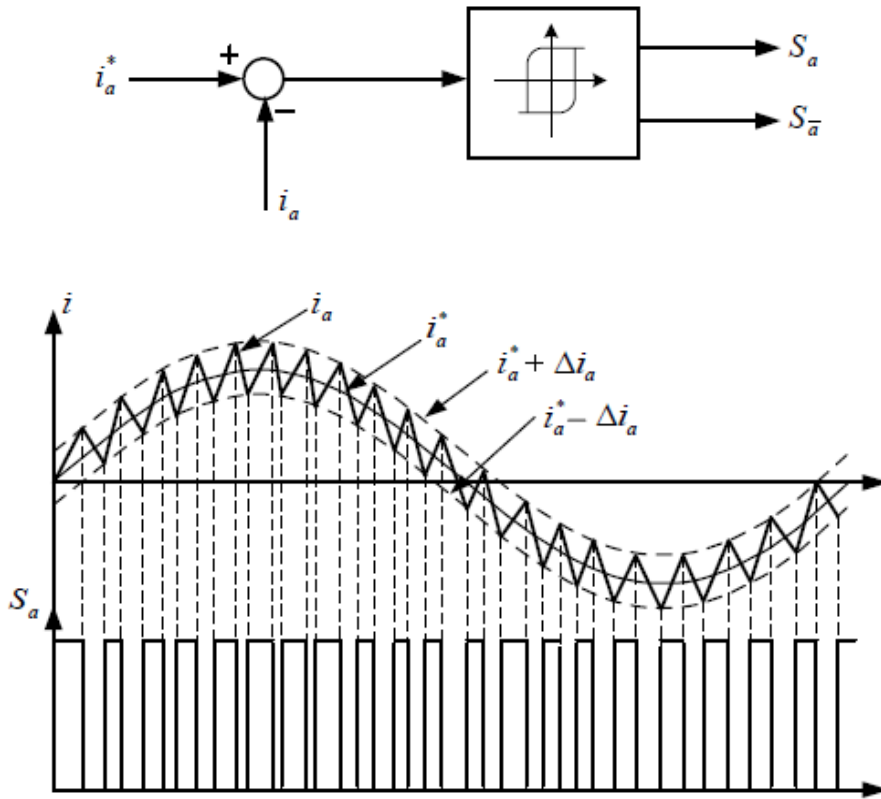 +
i_a^*
S_a
−
S_ā
i_a
i
i_a
i_a^*
i_a^* + Δi_a
i_a^* − Δi_a
S_a